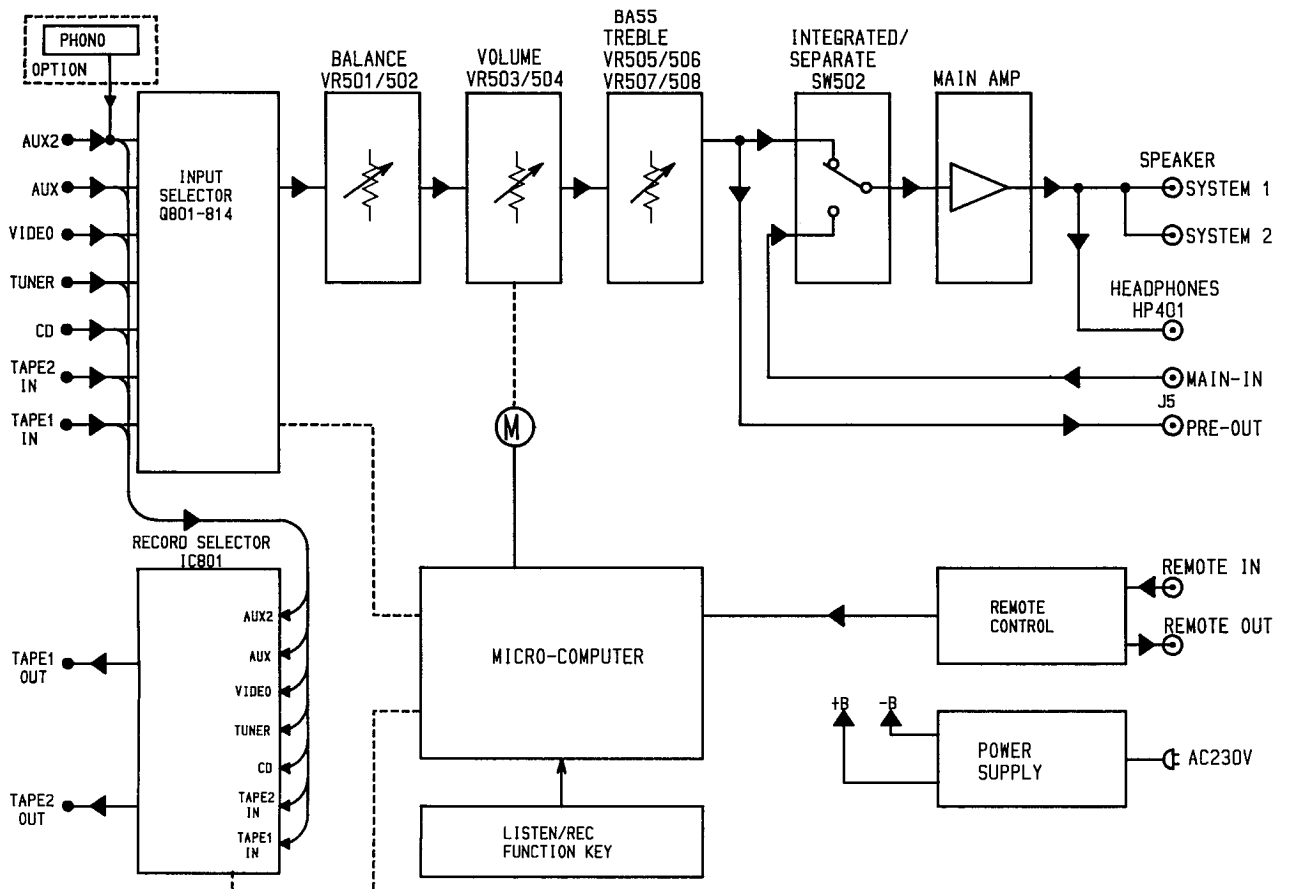 PHONO
OPTION
BALANCE
VR501/502
VOLUME
VR503/504
BASS
TREBLE
VR505/506
VR507/508
INTEGRATED/
SEPARATE
SW502
MAIN AMP
AUX2
AUX
VIDEO
TUNER
CD
TAPE2
IN
TAPE1
IN
INPUT
SELECTOR
Q801-814
SPEAKER
SYSTEM 1
SYSTEM 2
HEADPHONES
HP401
MAIN-IN
J5
PRE-OUT
M
RECORD SELECTOR
IC801
AUX2
AUX
VIDEO
TUNER
CD
TAPE2
IN
TAPE1
IN
TAPE1
OUT
TAPE2
OUT
MICRO-COMPUTER
LISTEN/REC
FUNCTION KEY
REMOTE
CONTROL
REMOTE IN
REMOTE OUT
+B
-B
POWER
SUPPLY
AC230V